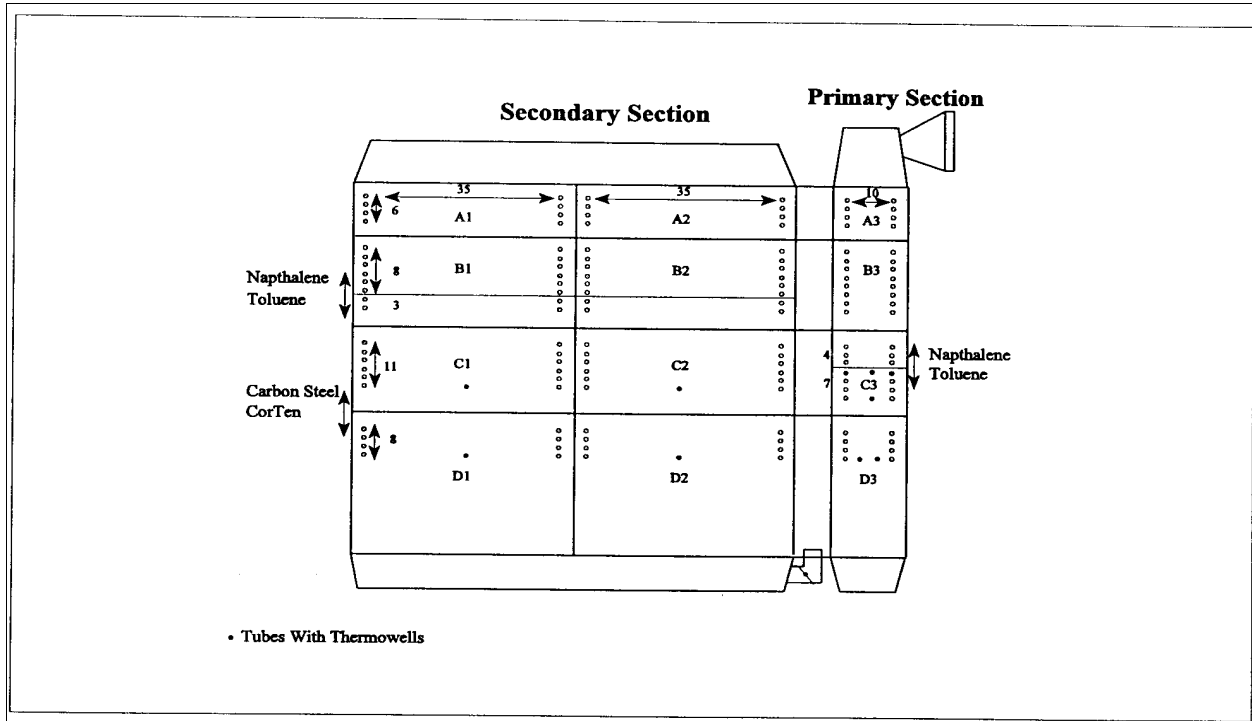 Secondary Section
Primary Section
35
35
10
6
A1
A2
A3
8
B1
B2
B3
Napthalene
Toluene
3
11
C1
C2
4
7
C3
Napthalene
Toluene
Carbon Steel
CorTen
8
D1
D2
D3
• Tubes With Thermowells